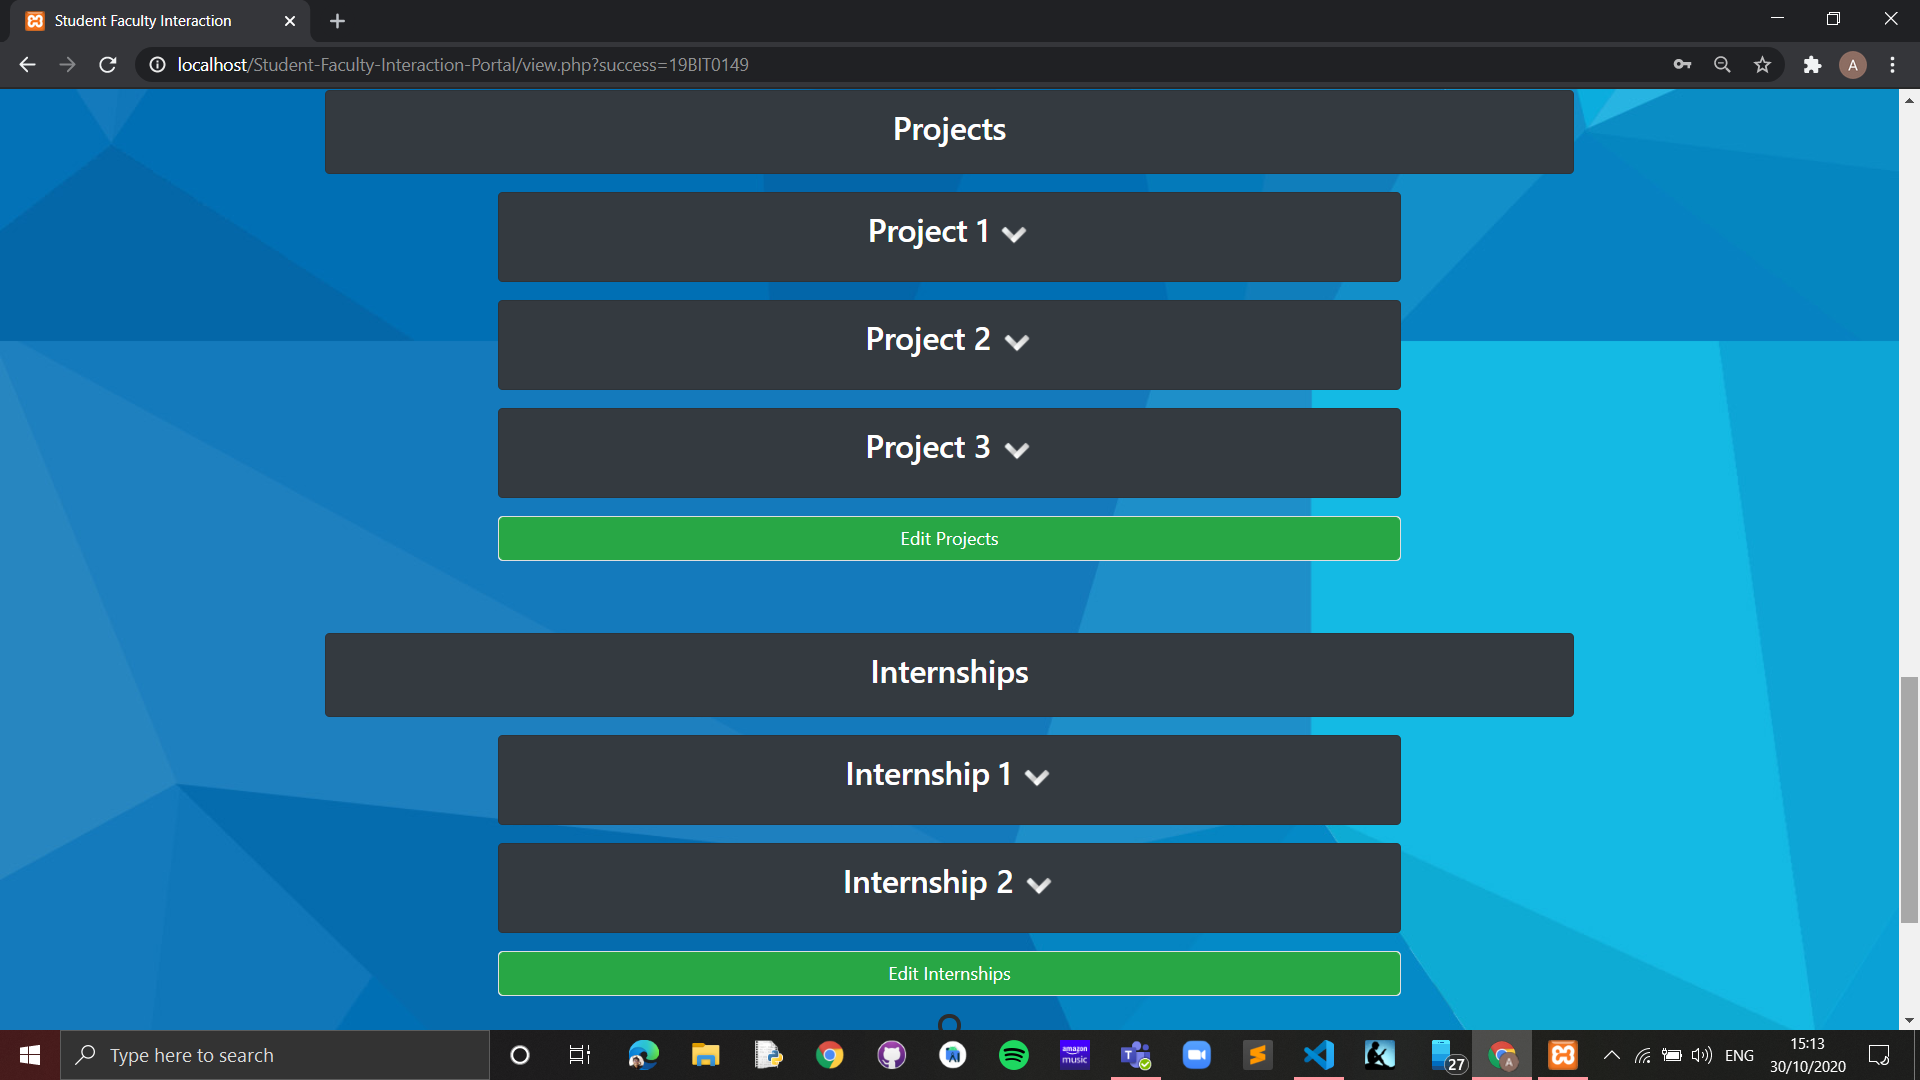 Student Faculty Interaction
localhost/Student-Faculty-Interaction-Portal/view.php?success=19BIT0149
A
Projects
Project 1
Project 2
Project 3
Edit Projects
Internships
Internship 1
Internship 2
Edit Internships
Type here to search
amazon music
27
A
ENG
15:13
30/10/2020